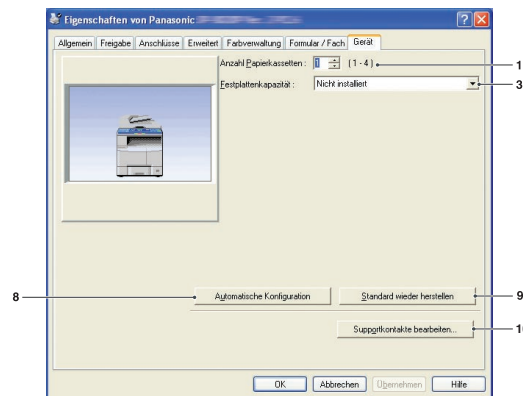 Eigenschaften von Panasonic
Allgemein Freigabe Anschlüsse Erweitert Farbverwaltung Formular / Fach Gerät
Anzahl Papierkassetten : 1 (1 - 4) 1
Festplattenkapazität : Nicht installiert 3
8 Automatische Konfiguration Standard wieder herstellen 9
Supportkontakte bearbeiten...
OK Abbrechen Übernehmen Hilfe